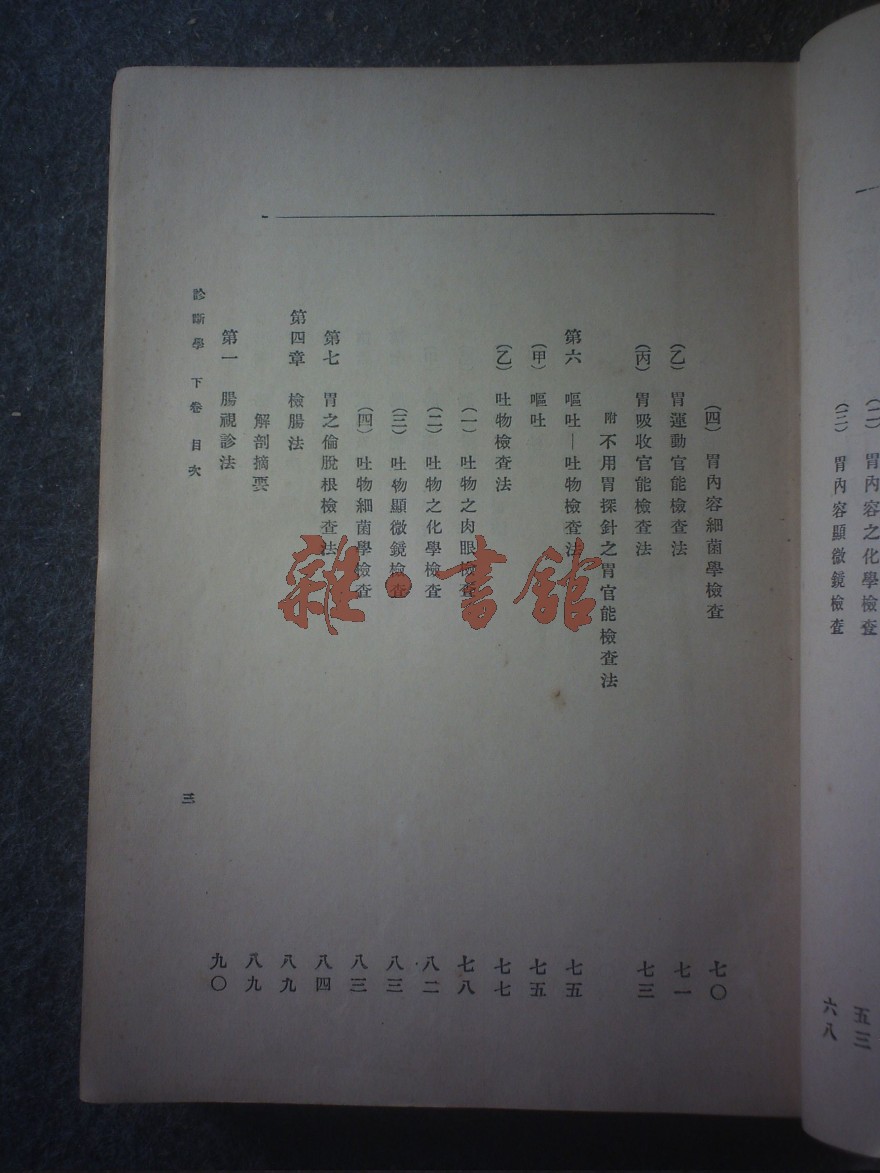 (二) 胃內容之化學檢查 五三
(三) 胃內容顯微鏡檢查 六八
(四) 胃內容細菌學檢查 七〇
(乙) 胃運動官能檢查法 七一
(丙) 胃吸收官能檢查法 七三
附 不用胃探針之胃官能檢查法
第六 嘔吐—吐物檢查法 七五
(甲) 嘔吐 七五
(乙) 吐物檢查法 七七
(一) 吐物之肉眼檢查 七八
(二) 吐物之化學檢查 八二
(三) 吐物顯微鏡檢查 八三
(四) 吐物細菌學檢查 八三
第七 胃之倫脫根檢查法 八四
第四章 檢腸法 八九
解剖摘要 八九
第一 腸視診法 九〇
診斷學 下卷 目次 三
雜·書舘